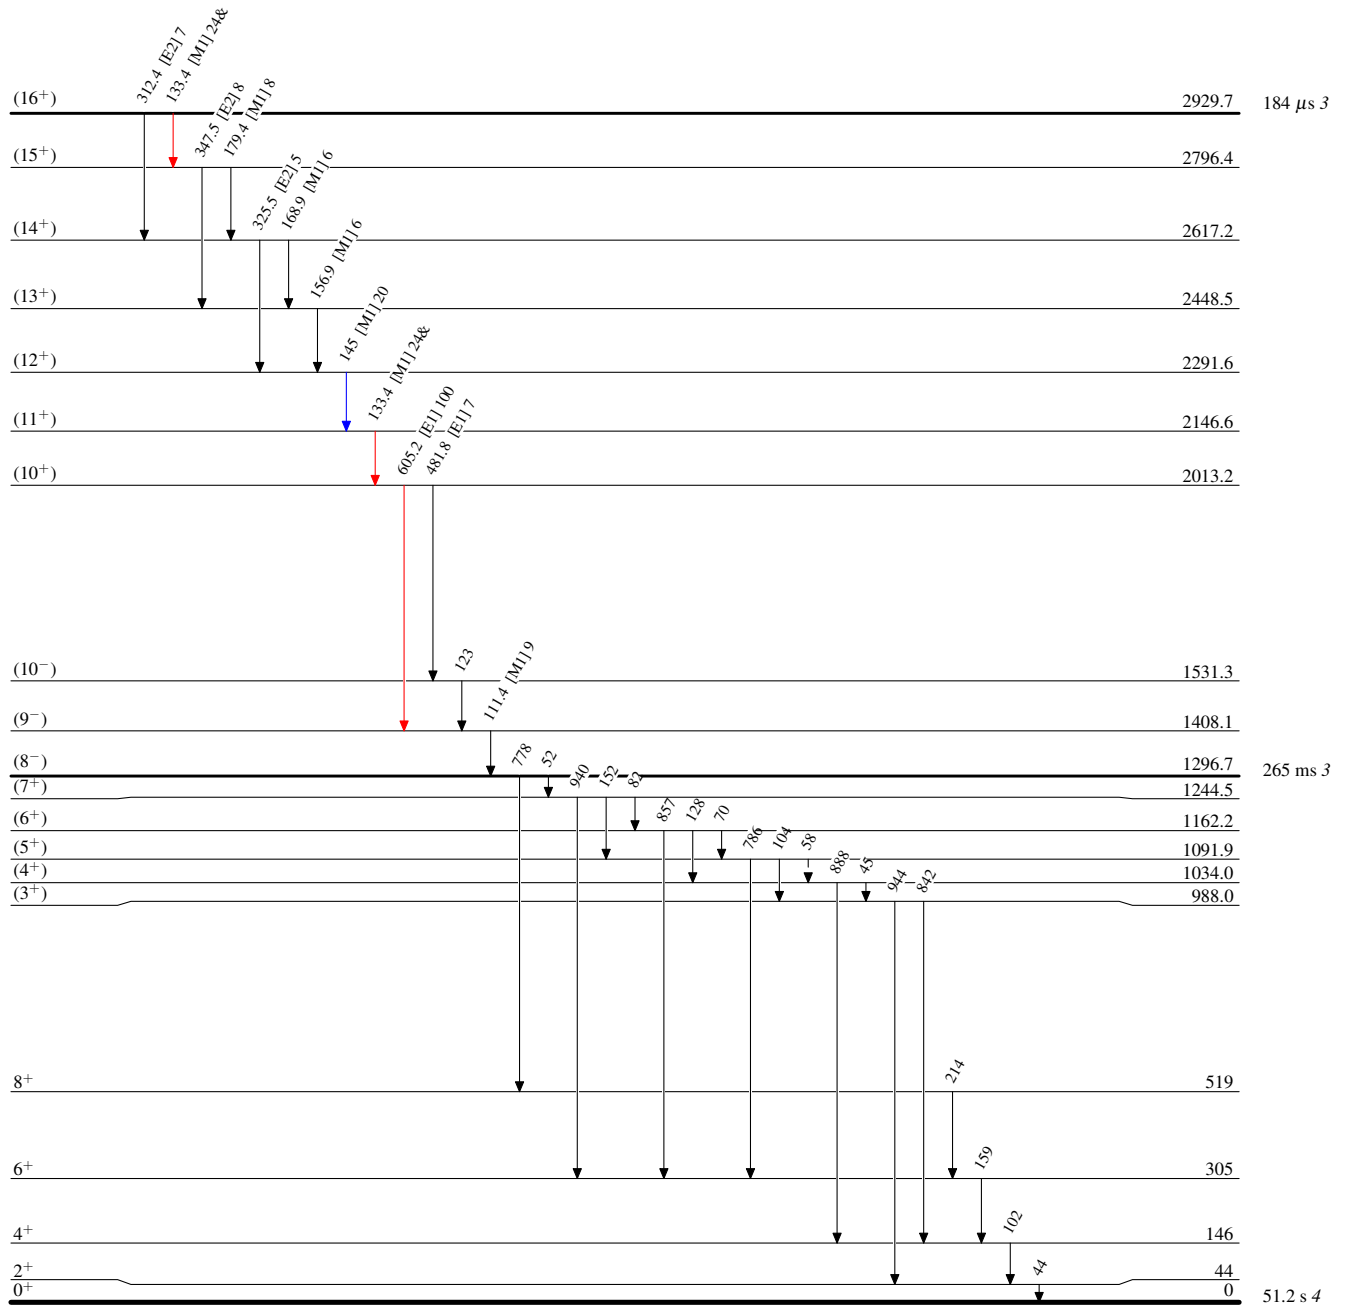 312.4 [E2] 7
133.4 [M1] 24&
(16+) 2929.7 184 μs 3
347.5 [E2] 8
179.4 [M1] 8
(15+) 2796.4
325.5 [E2] 5
168.9 [M1] 6
(14+) 2617.2
156.9 [M1] 6
(13+) 2448.5
145 [M1] 20
(12+) 2291.6
133.4 [M1] 24&
(11+) 2146.6
605.2 [E1] 100
481.8 [E1] 7
(10+) 2013.2
123
(10−) 1531.3
111.4 [M1] 9
(9−) 1408.1
778
52
(8−) 1296.7 265 ms 3
940
152
82
(7+) 1244.5
857
128
70
(6+) 1162.2
786
104
58
(5+) 1091.9
888
45
(4+) 1034.0
944
842
(3+) 988.0
214
8+ 519
159
6+ 305
102
4+ 146
44
2+ 44
0+ 0 51.2 s 4